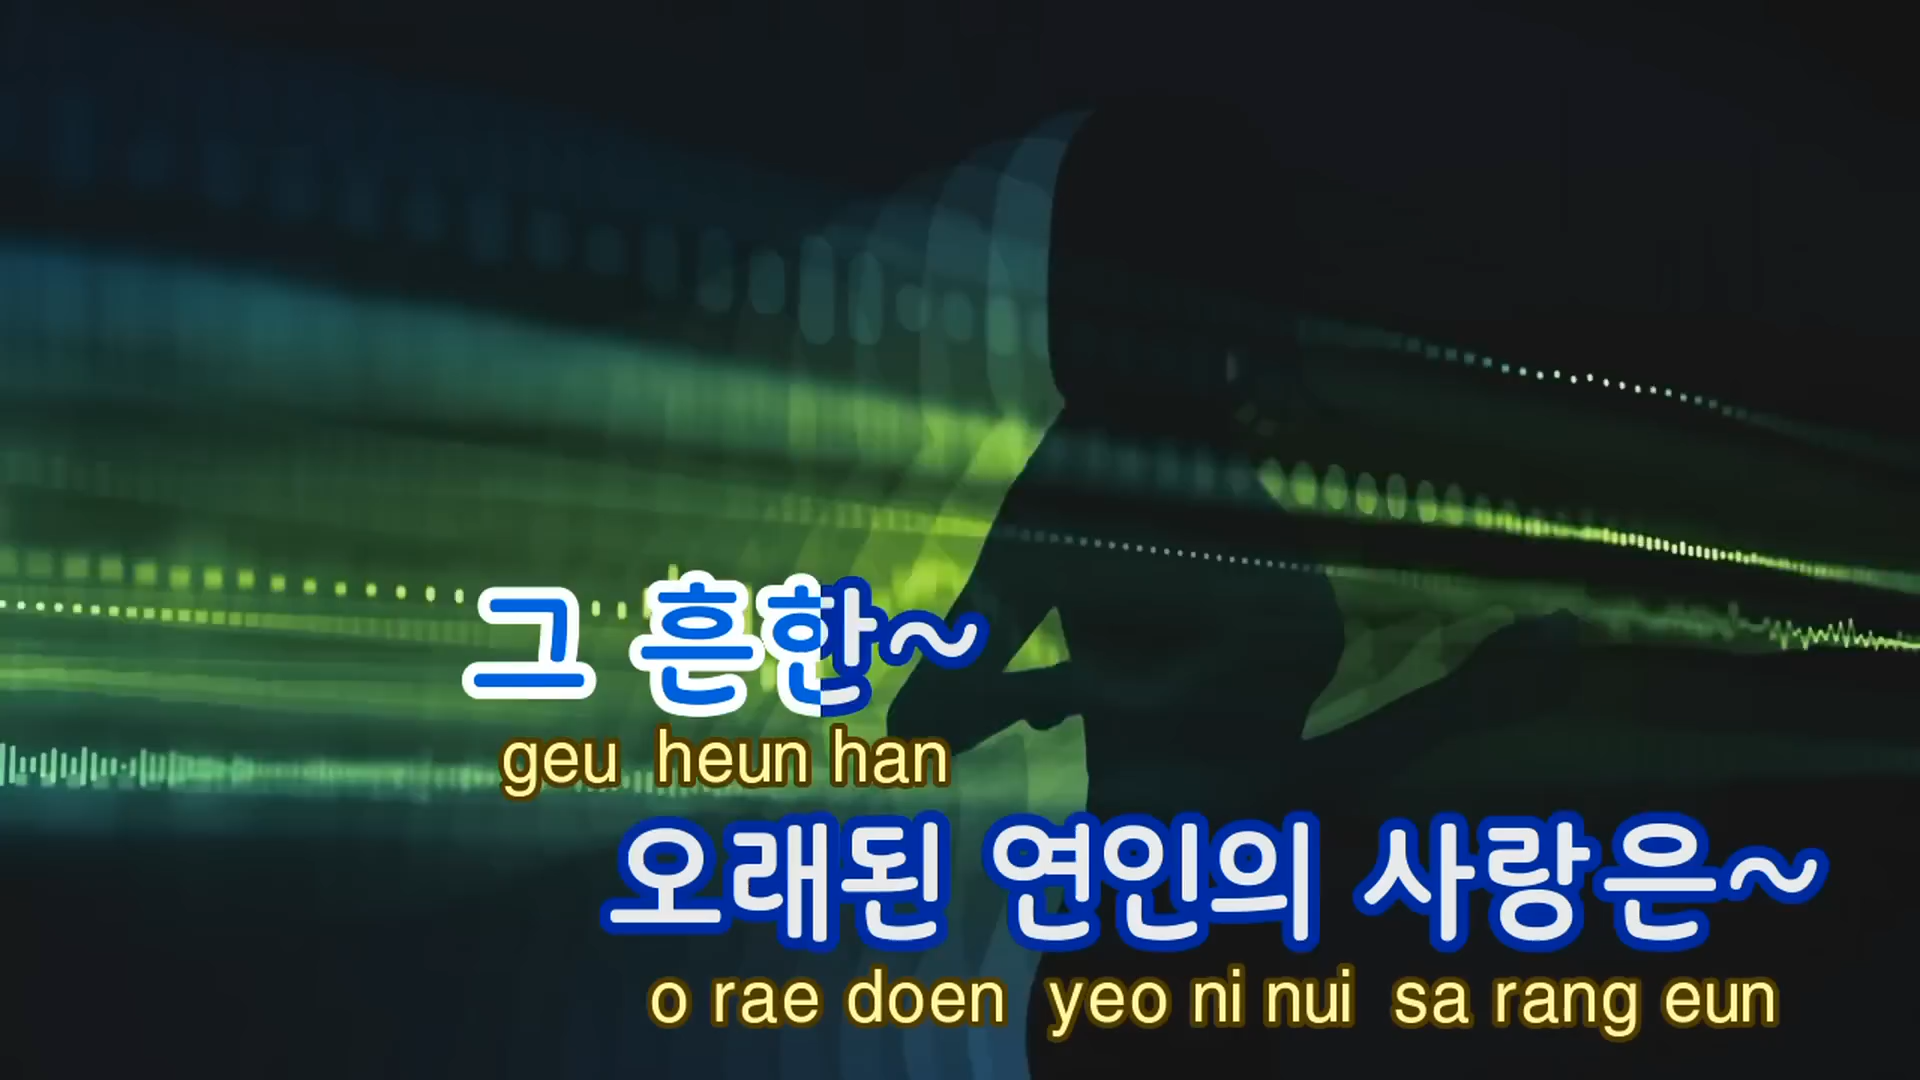 그 흔한~
geu heun han
오래된 연인의 사랑은~
o rae doen yeo ni nui sa rang eun